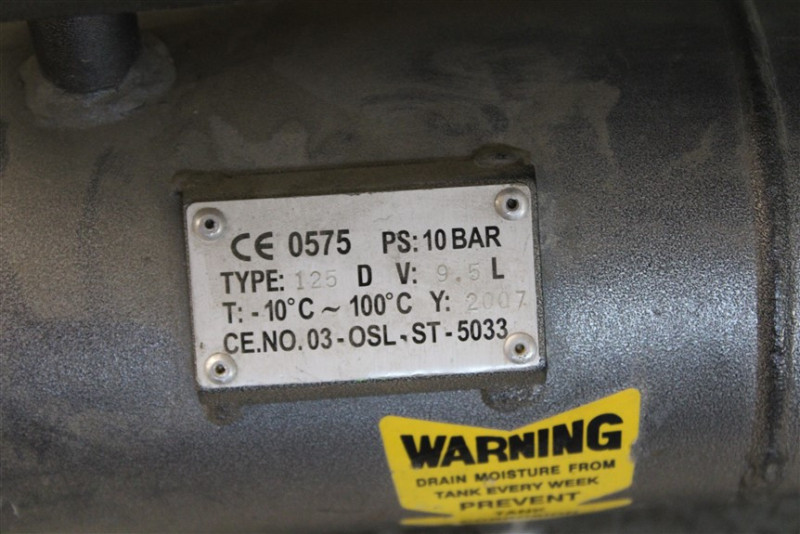 CE 0575 PS: 10 BAR
TYPE: 125 D V: 9.5 L
T: -10°C ~ 100°C Y: 2007
CE.NO. 03-OSL-ST-5033
WARNING
DRAIN MOISTURE FROM
TANK EVERY WEEK
PREVENT
TANK